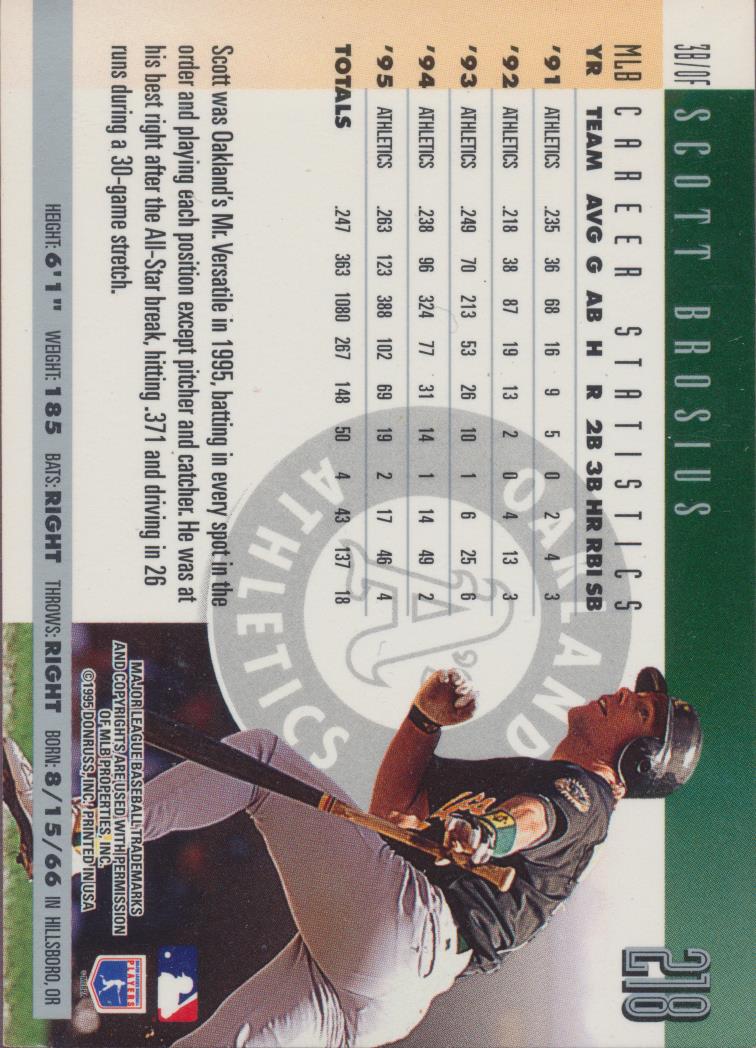 3B/OF SCOTT BROSIUS 218
MLB CAREER STATISTICS
YR TEAM AVG G AB H R 2B 3B HR RBI SB
'91 ATHLETICS .235 36 68 16 9 5 0 2 4 3
'92 ATHLETICS .218 38 87 19 13 2 0 4 13 3
'93 ATHLETICS .249 70 213 53 26 10 1 6 25 6
'94 ATHLETICS .238 96 324 77 31 14 1 14 49 2
'95 ATHLETICS .263 123 388 102 69 19 2 17 46 4
TOTALS .247 363 1080 267 148 50 4 43 137 18
OAKLAND
A's
ATHLETICS
Scott was Oakland's Mr. Versatile in 1995, batting in every spot in the
order and playing each position except pitcher and catcher. He was at
his best right after the All-Star break, hitting .371 and driving in 26
runs during a 30-game stretch.
MAJOR LEAGUE BASEBALL TRADEMARKS
AND COPYRIGHTS ARE USED WITH PERMISSION
OF MLB PROPERTIES, INC.
©1995 DONRUSS, INC. PRINTED IN USA
PLAYERS
HEIGHT: 6'1" WEIGHT: 185 BATS: RIGHT THROWS: RIGHT BORN: 8/15/66 IN HILLSBORO, OR